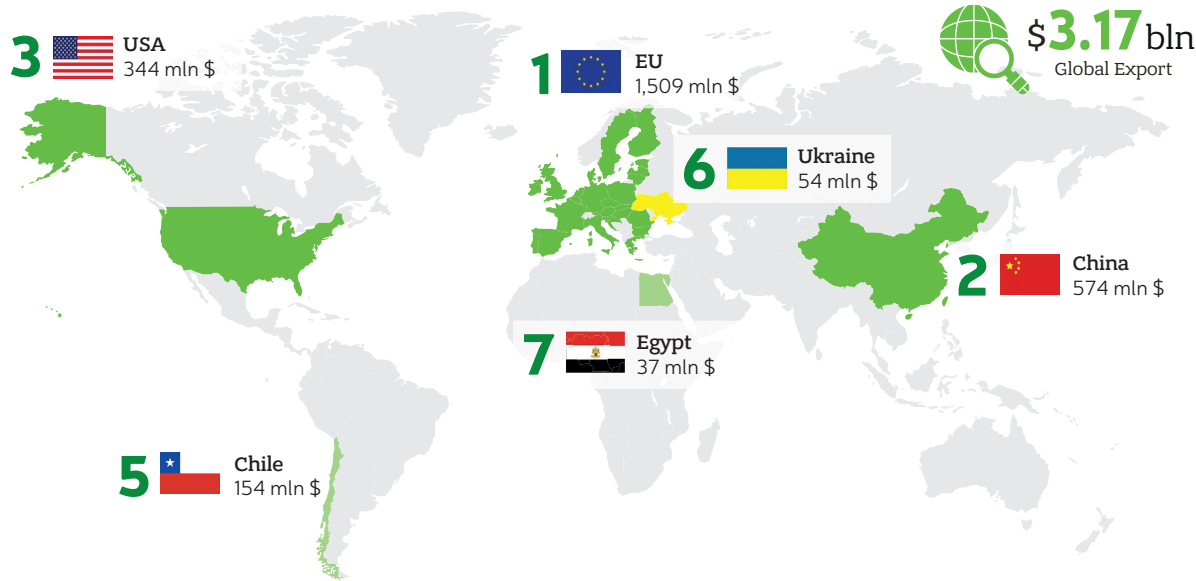 $3.17 bln
Global Export
3
USA
344 mln $
1
EU
1,509 mln $
6
Ukraine
54 mln $
2
China
574 mln $
7
Egypt
37 mln $
5
Chile
154 mln $